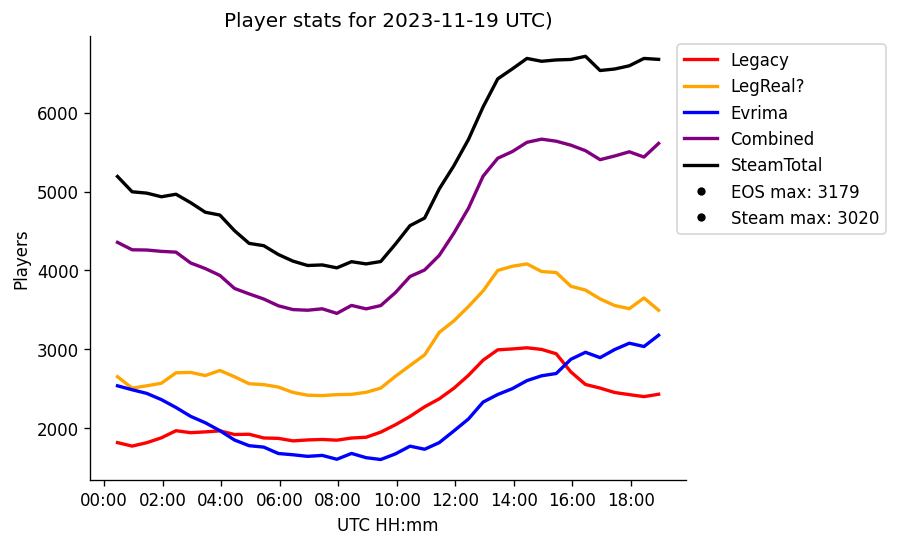 Player stats for 2023-11-19 UTC)
Legacy
LegReal?
Evrima
Combined
SteamTotal
EOS max: 3179
Steam max: 3020
Players
6000
5000
4000
3000
2000
00:00 02:00 04:00 06:00 08:00 10:00 12:00 14:00 16:00 18:00
UTC HH:mm